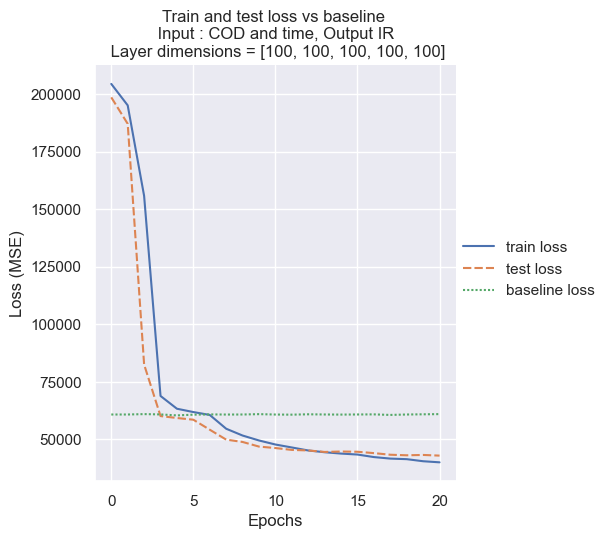 Train and test loss vs baseline
Input : COD and time, Output IR
Layer dimensions = [100, 100, 100, 100, 100]
200000
175000
150000
125000
100000
75000
50000
Loss (MSE)
0
5
10
15
20
Epochs
train loss
test loss
baseline loss